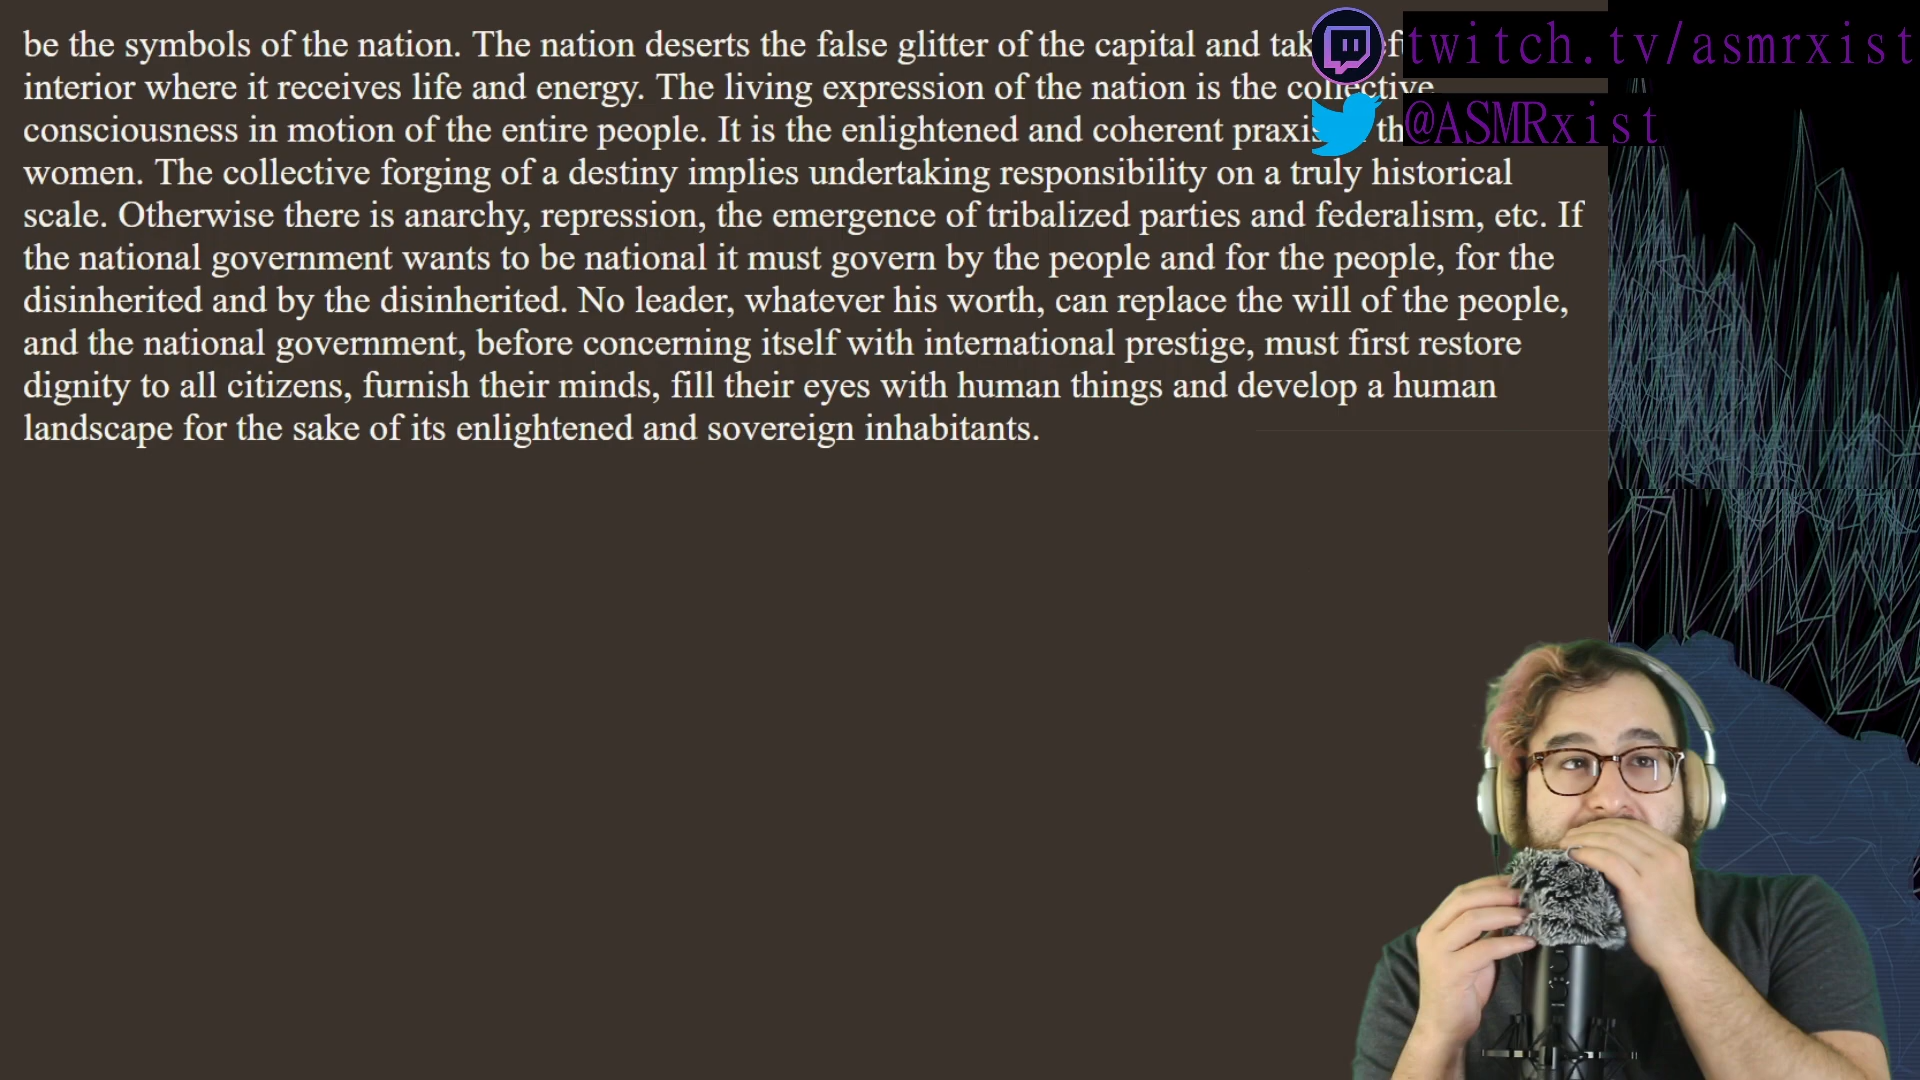 be the symbols of the nation. The nation deserts the false glitter of the capital and
interior where it receives life and energy. The living expression of the nation is the collective
consciousness in motion of the entire people. It is the enlightened and coherent praxis
women. The collective forging of a destiny implies undertaking responsibility on a truly historical
scale. Otherwise there is anarchy, repression, the emergence of tribalized parties and federalism, etc. If
the national government wants to be national it must govern by the people and for the people, for the
disinherited and by the disinherited. No leader, whatever his worth, can replace the will of the people,
and the national government, before concerning itself with international prestige, must first restore
dignity to all citizens, furnish their minds, fill their eyes with human things and develop a human
landscape for the sake of its enlightened and sovereign inhabitants.
twitch.tv/asmrxist
@ASMRxist